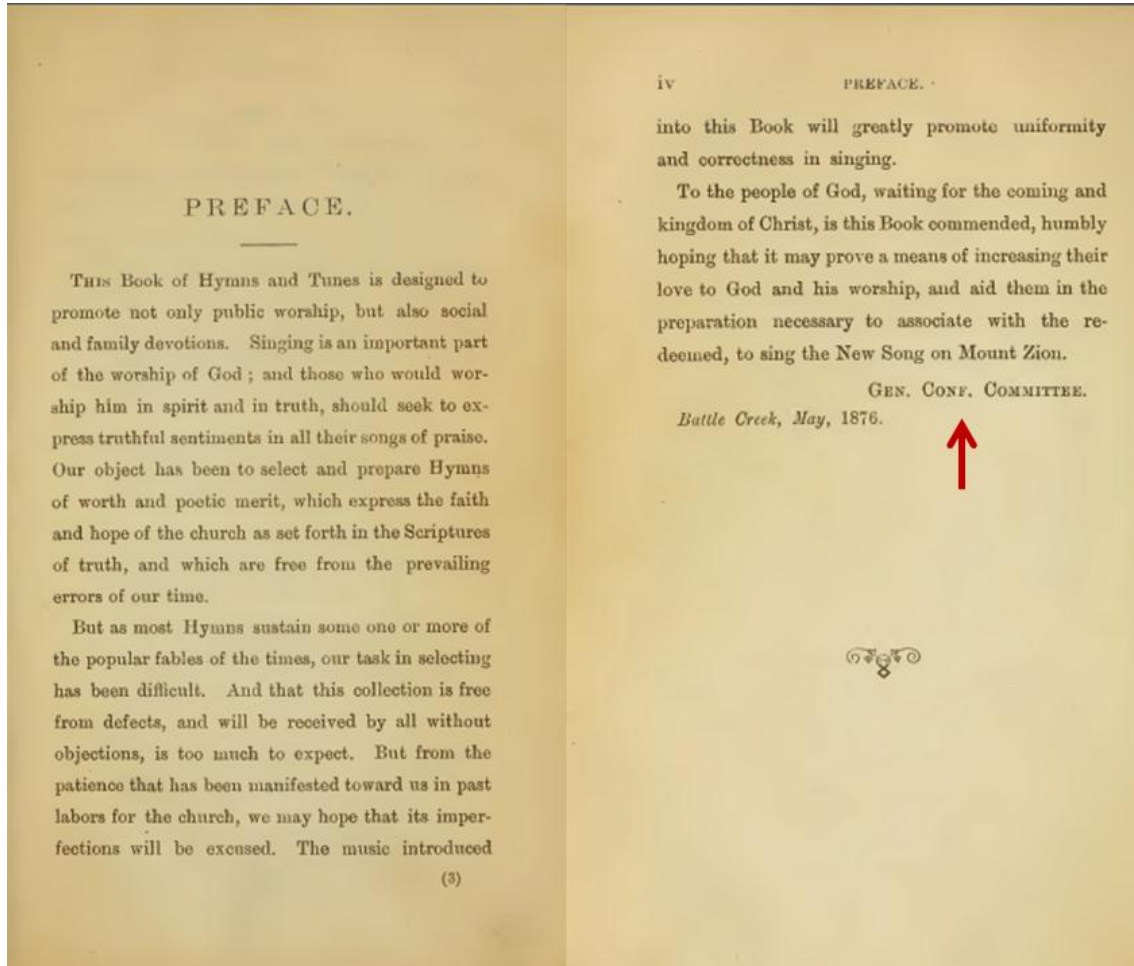 PREFACE.
THIS Book of Hymns and Tunes is designed to
promote not only public worship, but also social
and family devotions. Singing is an important part
of the worship of God ; and those who would wor-
ship him in spirit and in truth, should seek to ex-
press truthful sentiments in all their songs of praise.
Our object has been to select and prepare Hymns
of worth and poetic merit, which express the faith
and hope of the church as set forth in the Scriptures
of truth, and which are free from the prevailing
errors of our time.
But as most Hymns sustain some one or more of
the popular fables of the times, our task in selecting
has been difficult. And that this collection is free
from defects, and will be received by all without
objections, is too much to expect. But from the
patience that has been manifested toward us in past
labors for the church, we may hope that its imper-
fections will be excused. The music introduced
(3)
iv PREFACE.
into this Book will greatly promote uniformity
and correctness in singing.
To the people of God, waiting for the coming and
kingdom of Christ, is this Book commended, humbly
hoping that it may prove a means of increasing their
love to God and his worship, and aid them in the
preparation necessary to associate with the re-
deemed, to sing the New Song on Mount Zion.
GEN. CONF. COMMITTEE.
Battle Creek, May, 1876.